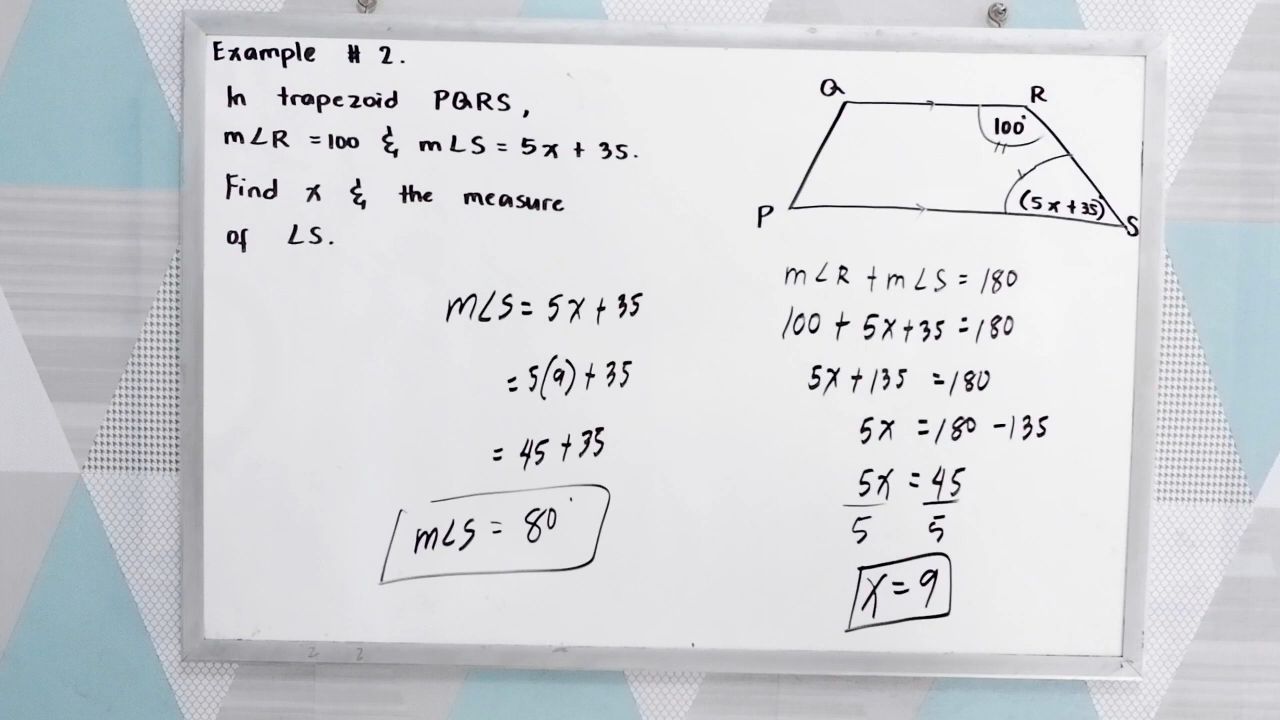 Example # 2.
In trapezoid PQRS,
m∠R = 100 & m∠S = 5x + 35.
Find x & the measure
of ∠S.
Q R
100°
(5x+35)
P S
m∠R + m∠S = 180
100 + 5x+35 = 180
5x + 135 = 180
5x = 180 - 135
5x = 45
5 5
x = 9
m∠S = 5x + 35
= 5(9) + 35
= 45 + 35
m∠S = 80°
2 2